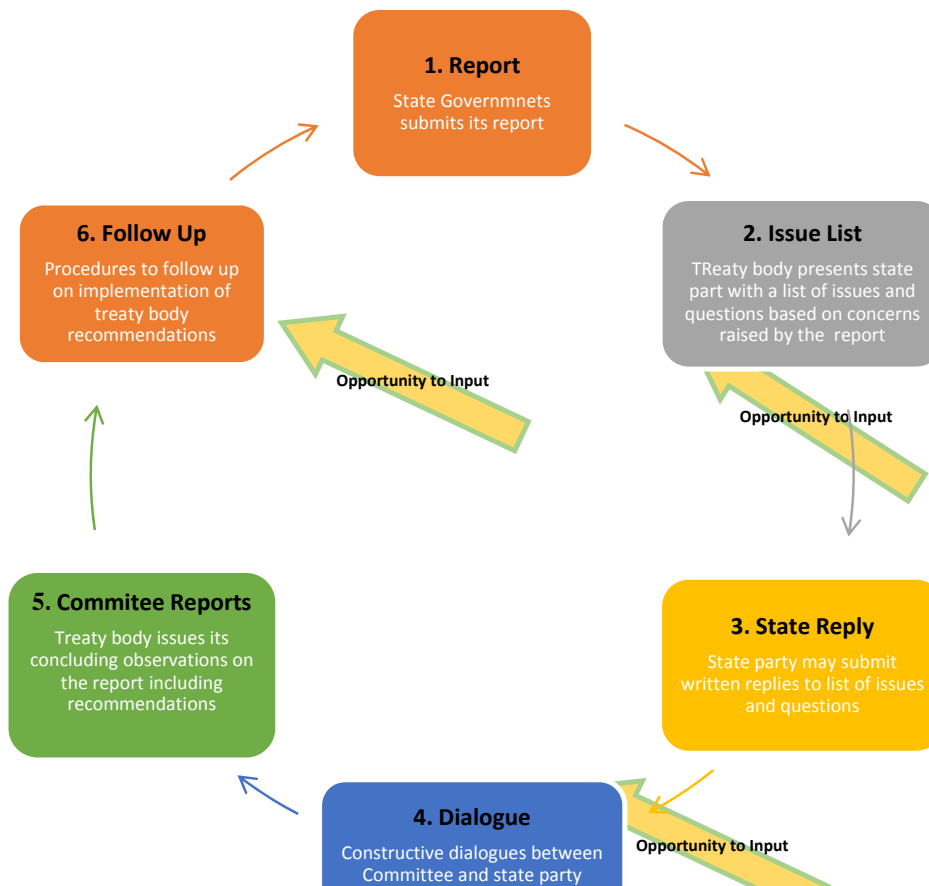 1. Report
State Governmnets
submits its report
6. Follow Up
Procedures to follow up
on implementation of
treaty body
recommendations
2. Issue List
TReaty body presents state
part with a list of issues and
questions based on concerns
raised by the report
Opportunity to Input
Opportunity to Input
5. Commitee Reports
Treaty body issues its
concluding observations on
the report including
recommendations
3. State Reply
State party may submit
written replies to list of issues
and questions
4. Dialogue
Constructive dialogues between
Committee and state party
Opportunity to Input